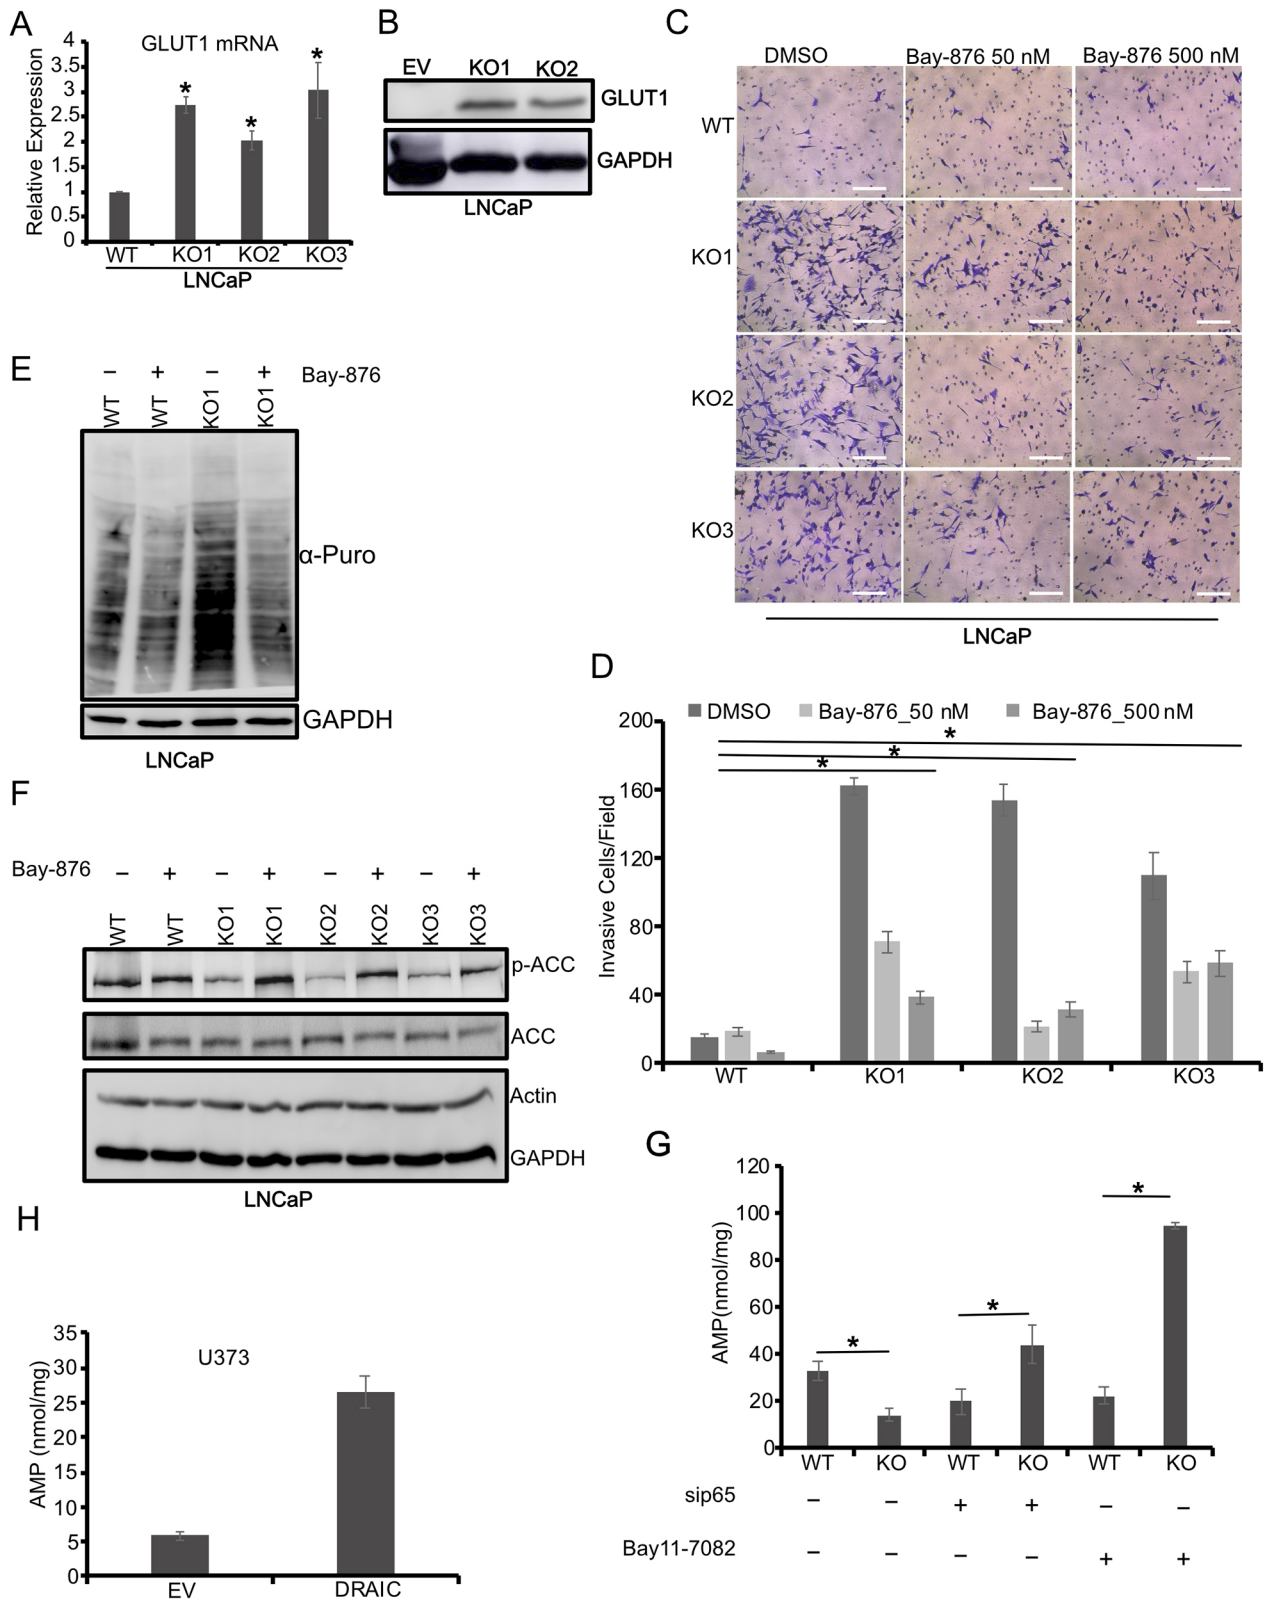 A
GLUT1 mRNA
Relative Expression
4
3.5
3
2.5
2
1.5
1
0.5
0
*
*
*
WT KO1 KO2 KO3
LNCaP
B
EV KO1 KO2
GLUT1
GAPDH
LNCaP
C
DMSO Bay-876 50 nM Bay-876 500 nM
WT
KO1
KO2
KO3
LNCaP
E
– + – + Bay-876
WT WT KO1 KO1
α-Puro
GAPDH
LNCaP
D
DMSO Bay-876_50 nM Bay-876_500 nM
Invasive Cells/Field
200
160
120
80
40
0
*
*
*
WT KO1 KO2 KO3
F
Bay-876 – + – + – + – +
WT WT KO1 KO1 KO2 KO2 KO3 KO3
p-ACC
ACC
Actin
GAPDH
LNCaP
G
AMP(nmol/mg)
120
100
80
60
40
20
0
*
*
*
WT KO WT KO WT KO
sip65 – – + + – –
Bay11-7082 – – – – + +
H
U373
AMP (nmol/mg)
35
30
25
20
15
10
5
0
EV DRAIC